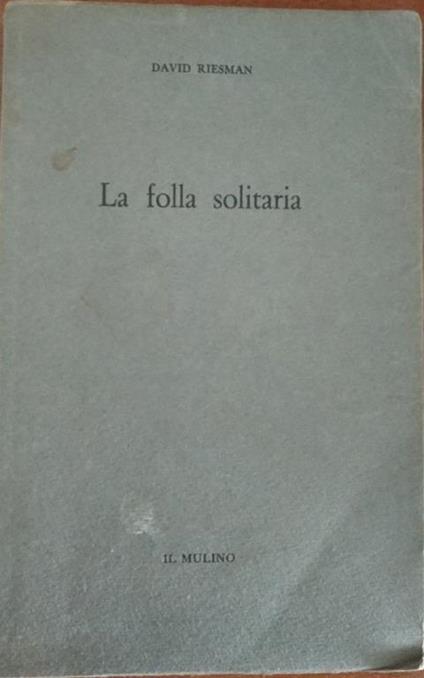 DAVID RIESMAN
La folla solitaria
IL MULINO